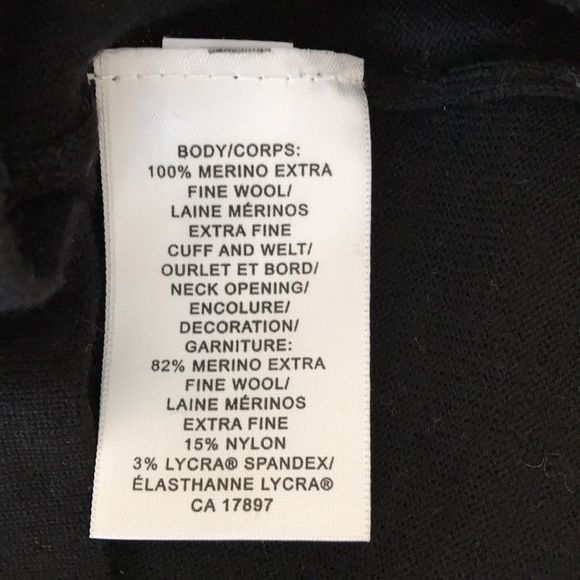 BODY/CORPS:
100% MERINO EXTRA
FINE WOOL/
LAINE MÉRINOS
EXTRA FINE
CUFF AND WELT/
OURLET ET BORD/
NECK OPENING/
ENCOLURE/
DECORATION/
GARNITURE:
82% MERINO EXTRA
FINE WOOL/
LAINE MÉRINOS
EXTRA FINE
15% NYLON
3% LYCRA® SPANDEX/
ÉLASTHANNE LYCRA®
CA 17897